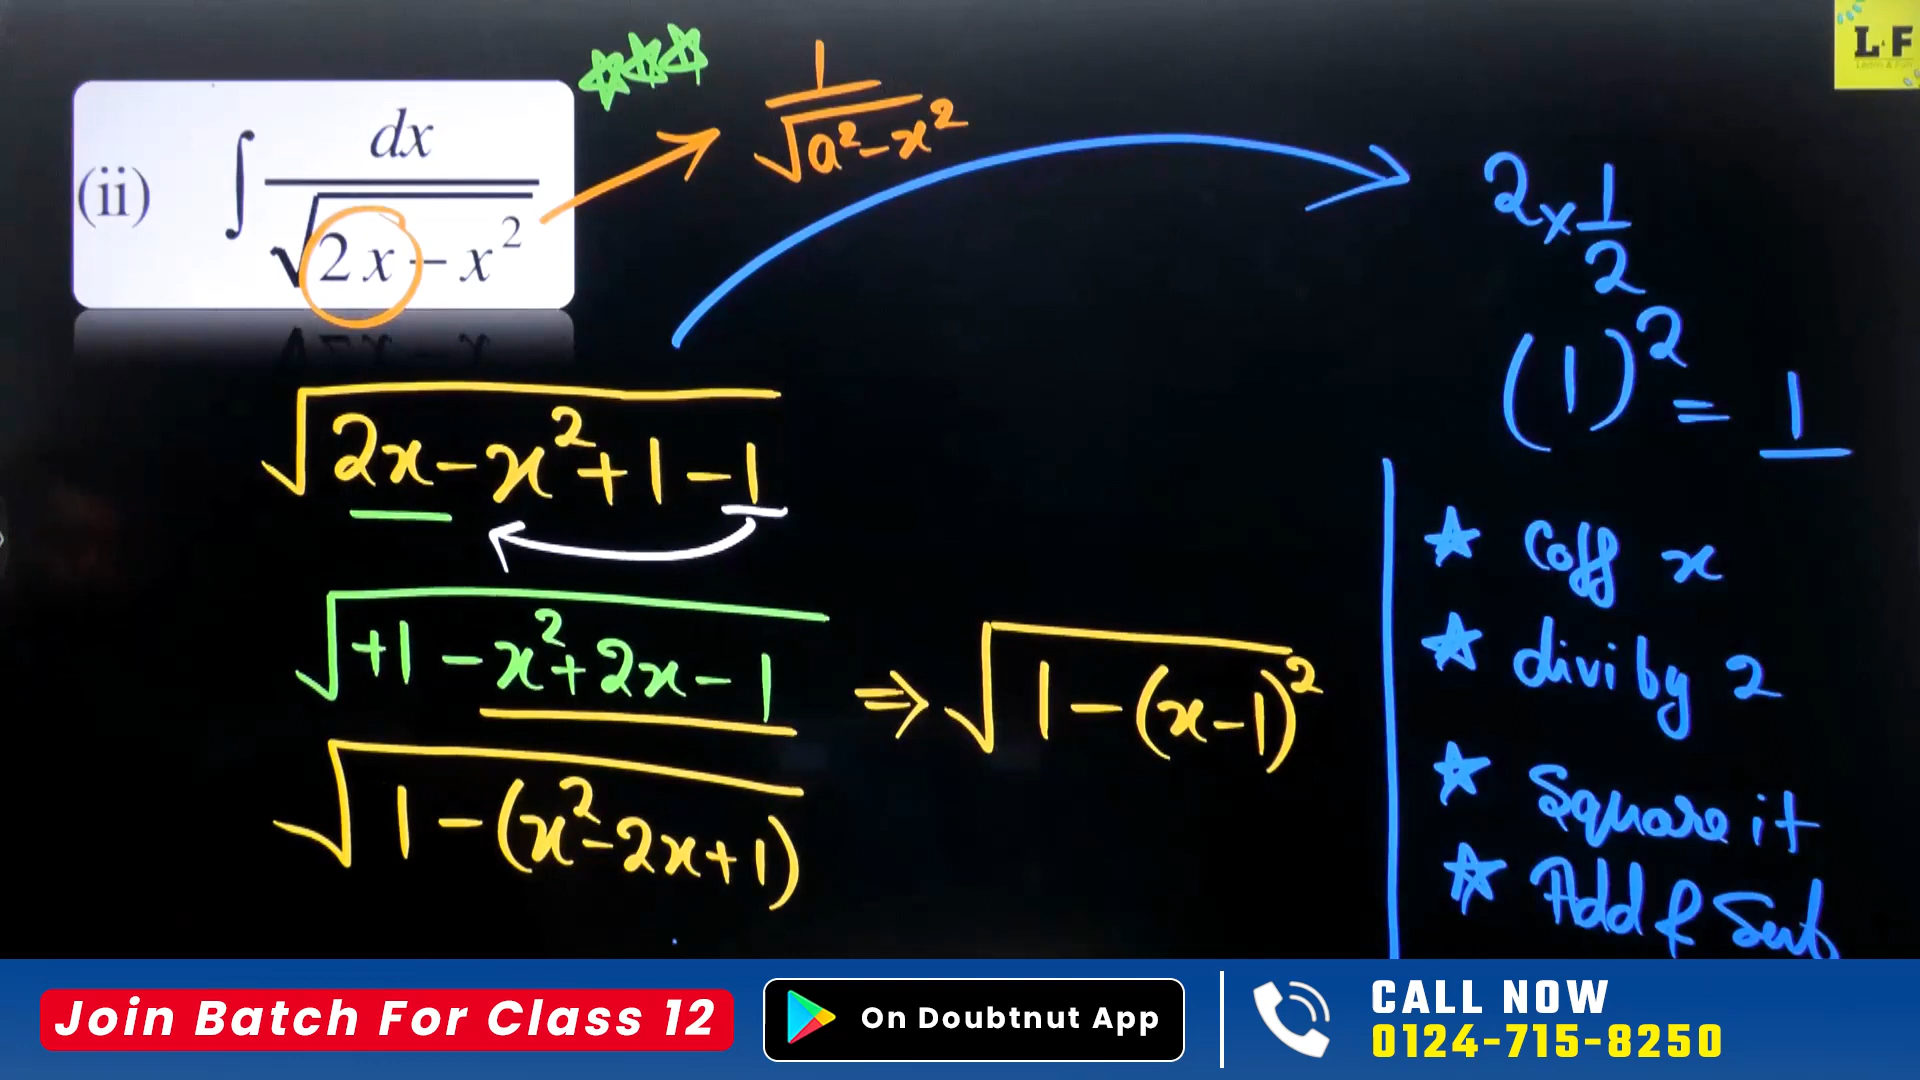 L&F
Learn & Fun
(ii) ∫ dx / √(2x − x²)
1 / √(a² − x²)
2 × 1/2
(1)² = 1
√(2x − x² + 1 − 1)
√(+1 − x² + 2x − 1)
⇒ √(1 − (x − 1)²)
√(1 − (x² − 2x + 1))
★ Coff x
★ divi by 2
★ Square it
★ Add & Sub
Join Batch For Class 12
On Doubtnut App
CALL NOW
0124-715-8250